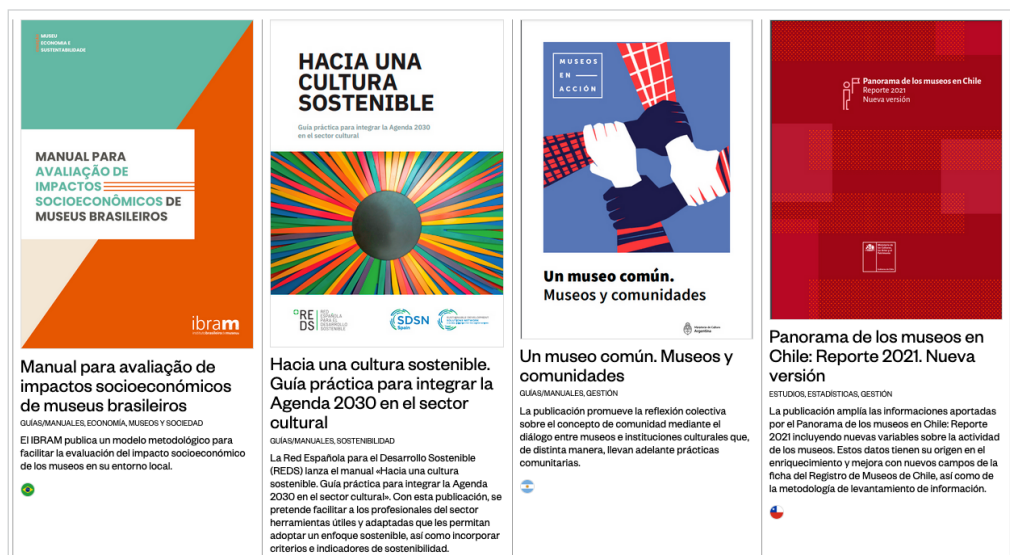 MUSEU
ECONOMIA E
SUSTENTABILIDADE
MANUAL PARA
AVALIAÇÃO DE
IMPACTOS
SOCIOECONÔMICOS DE
MUSEUS BRASILEIROS
ibram
Manual para avaliação de
impactos socioeconómicos
de museus brasileiros
GUÍAS/MANUALES, ECONOMÍA, MUSEOS Y SOCIEDAD
El IBRAM publica un modelo metodológico para
facilitar la evaluación del impacto socioeconómico
de los museos en su entorno local.
HACIA UNA
CULTURA
SOSTENIBLE
Guía práctica para integrar la Agenda 2030
en el sector cultural
RE
DS
RED
ESPAÑOLA
PARA EL
DESARROLLO
SOSTENIBLE
SDSN
Spain
Hacia una cultura sostenible.
Guía práctica para integrar la
Agenda 2030 en el sector
cultural
GUÍAS/MANUALES, SOSTENIBILIDAD
La Red Española para el Desarrollo Sostenible
(REDS) lanza el manual «Hacia una cultura
sostenible. Guía práctica para integrar la Agenda
2030 en el sector cultural». Con esta publicación, se
pretende facilitar a los profesionales del sector
herramientas útiles y adaptadas que les permitan
adoptar un enfoque sostenible, así como incorporar
criterios e indicadores de sostenibilidad.
MUSEOS
EN
ACCIÓN
Un museo común.
Museos y comunidades
Ministerio de Cultura
Argentina
Un museo común. Museos y
comunidades
GUÍAS/MANUALES, GESTIÓN
La publicación promueve la reflexión colectiva
sobre el concepto de comunidad mediante el
diálogo entre museos e instituciones culturales que,
de distinta manera, llevan adelante prácticas
comunitarias.
Panorama de los museos en Chile
Reporte 2021
Nueva versión
Panorama de los museos en
Chile: Reporte 2021. Nueva
versión
ESTUDIOS, ESTADÍSTICAS, GESTIÓN
La publicación amplía las informaciones aportadas
por el Panorama de los museos en Chile: Reporte
2021 incluyendo nuevas variables sobre la actividad
de los museos. Estos datos tienen su origen en el
enriquecimiento y mejora con nuevos campos de la
ficha del Registro de Museos de Chile, así como de
la metodología de levantamiento de información.